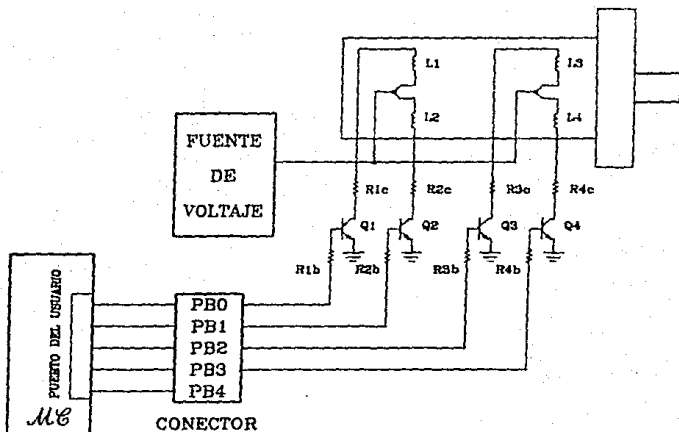 L1
L3
L2
L4
FUENTE
DE
VOLTAJE
R1c
R2c
R3c
R4c
Q1
Q2
Q3
Q4
R1b
R2b
R3b
R4b
PUERTO DEL USUARIO
PB0
PB1
PB2
PB3
PB4
MC
CONECTOR